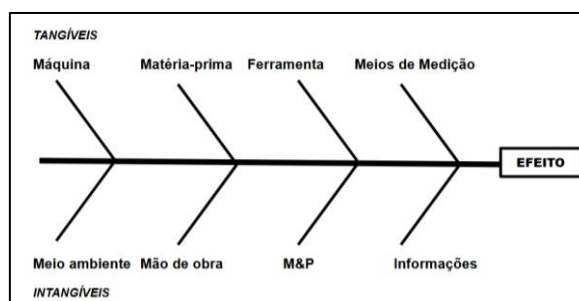 TANGÍVEIS
Máquina Matéria-prima Ferramenta Meios de Medição
EFEITO
Meio ambiente Mão de obra M&P Informações
INTANGÍVEIS